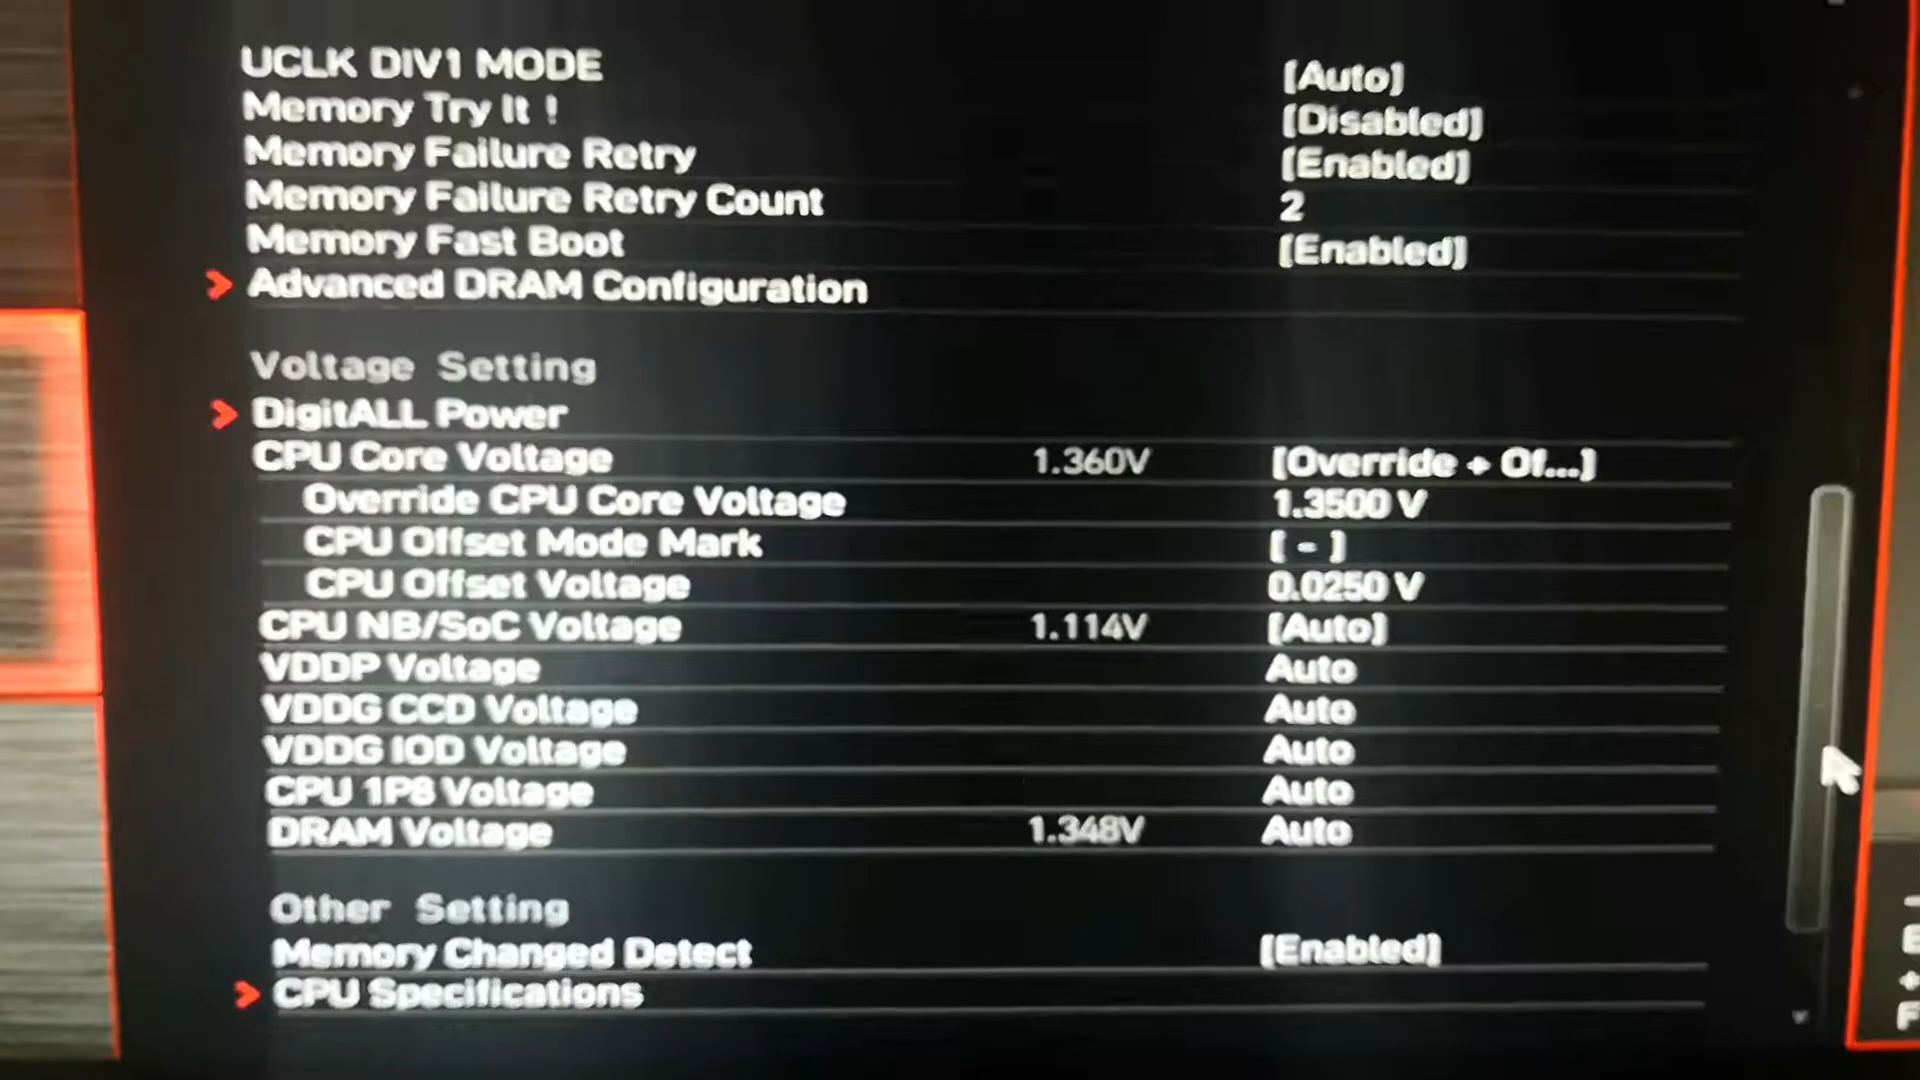 UCLK DIV1 MODE [Auto]
Memory Try It ! [Disabled]
Memory Failure Retry [Enabled]
Memory Failure Retry Count 2
Memory Fast Boot [Enabled]
Advanced DRAM Configuration
Voltage Setting
DigitALL Power
CPU Core Voltage 1.360V [Override + Of...]
Override CPU Core Voltage 1.3500 V
CPU Offset Mode Mark [ - ]
CPU Offset Voltage 0.0250 V
CPU NB/SoC Voltage 1.114V [Auto]
VDDP Voltage Auto
VDDG CCD Voltage Auto
VDDG IOD Voltage Auto
CPU 1P8 Voltage Auto
DRAM Voltage 1.348V Auto
Other Setting
Memory Changed Detect [Enabled]
CPU Specifications